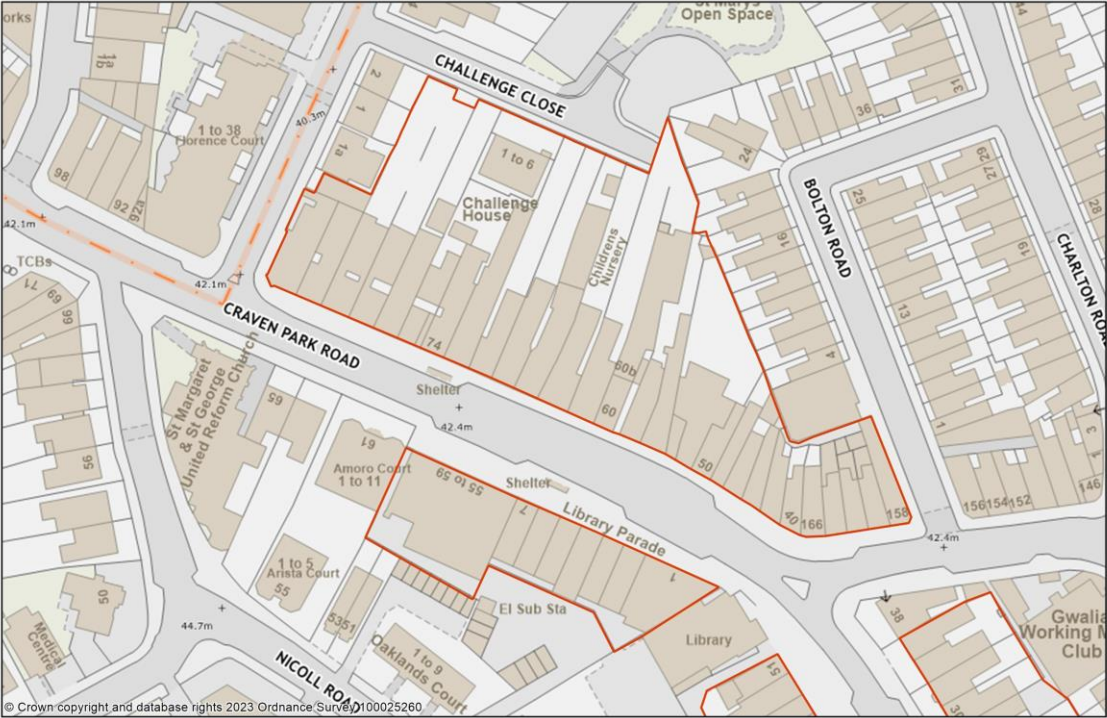 orks
St Marys
Open Space
CHALLENGE CLOSE
44
31
36
2
1
1a
1 to 38
Florence Court
40.3m
98
92
92a
42.1m
TCBs
71
69
66
42.1m
1 to 6
Challenge
House
Childrens
Nursery
24
BOLTON ROAD
16
4
25
13
1
27
29
19
28
CHARLTON ROA
CRAVEN PARK ROAD
74
Shelter
42.4m
60
60b
50
40
166
158
156
154
152
146
3
1
St Margaret
& St George
United Reform Church
65
61
Amoro Court
1 to 11
55 to 59
Shelter
7
Library Parade
1
42.4m
56
50
Medical
Centre
44.7m
1 to 5
Arista Court
55
5351
El Sub Sta
1 to 9
Oaklands Court
NICOLL ROAD
Library
51
38
Gwalia
Working M
Club
© Crown copyright and database rights 2023 Ordnance Survey 100025260